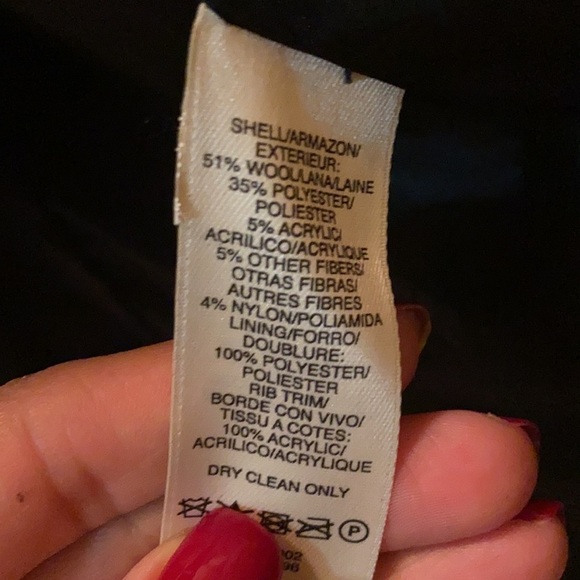 SHELL/ARMAZON/
EXTERIEUR:
51% WOOL/LANA/LAINE
35% POLYESTER/
POLIESTER
5% ACRYLIC/
ACRILICO/ACRYLIQUE
5% OTHER FIBERS/
OTRAS FIBRAS/
AUTRES FIBRES
4% NYLON/POLIAMIDA
LINING/FORRO/
DOUBLURE:
100% POLYESTER/
POLIESTER
RIB TRIM/
BORDE CON VIVO/
TISSU A COTES:
100% ACRYLIC/
ACRILICO/ACRYLIQUE
DRY CLEAN ONLY
P